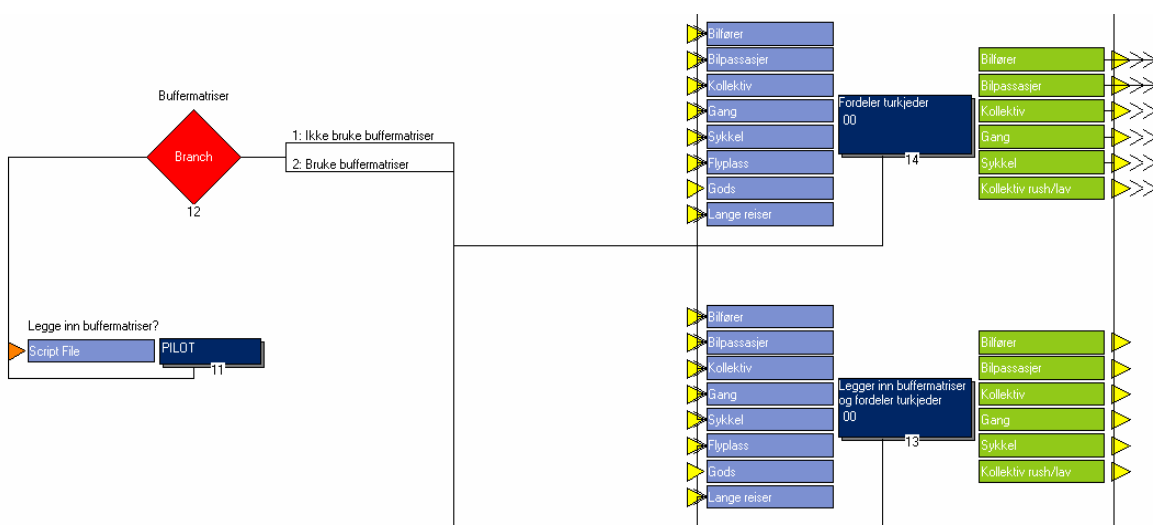 Buffermatriser
Branch
12
1: Ikke bruke buffermatriser
2: Bruke buffermatriser
Legge inn buffermatriser?
Script File
PILOT
11
Bilfører
Bilpassasjer
Kollektiv
Gang
Sykkel
Flyplass
Gods
Lange reiser
Fordeler turkjeder
00
14
Bilfører
Bilpassasjer
Kollektiv
Gang
Sykkel
Kollektiv rush/lav
Bilfører
Bilpassasjer
Kollektiv
Gang
Sykkel
Flyplass
Gods
Lange reiser
Legger inn buffermatriser
og fordeler turkjeder
00
13
Bilfører
Bilpassasjer
Kollektiv
Gang
Sykkel
Kollektiv rush/lav